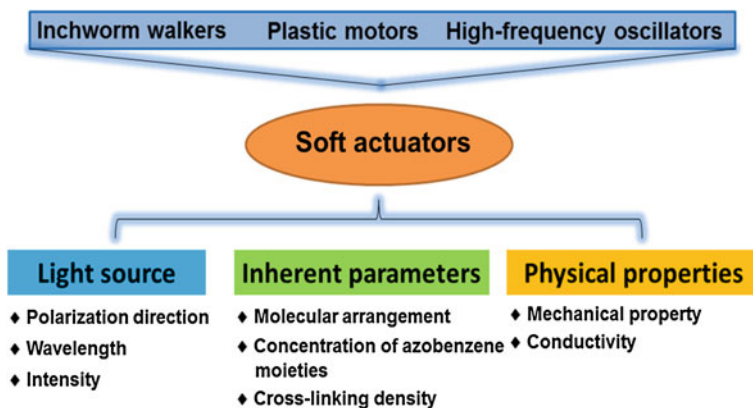 Inchworm walkers Plastic motors High-frequency oscillators
Soft actuators
Light source
♦ Polarization direction
♦ Wavelength
♦ Intensity
Inherent parameters
♦ Molecular arrangement
♦ Concentration of azobenzene
moieties
♦ Cross-linking density
Physical properties
♦ Mechanical property
♦ Conductivity